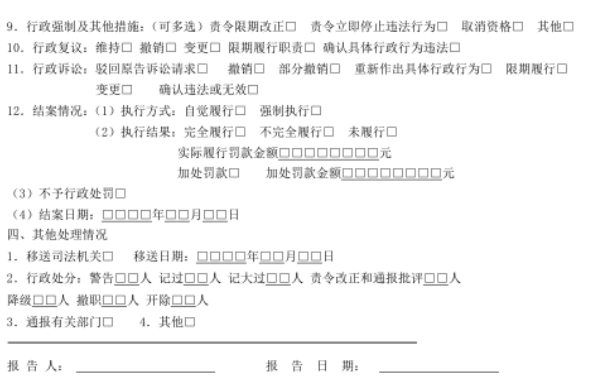 9. 行政强制及其他措施：（可多选）责令限期改正□ 责令立即停止违法行为□ 取消资格□ 其他□
10. 行政复议：维持□ 撤销□ 变更□ 限期履行职责□ 确认具体行政行为违法□
11. 行政诉讼：驳回原告诉讼请求□ 撤销□ 部分撤销□ 重新作出具体行政行为□ 限期履行□
变更□ 确认违法或无效□
12. 结案情况：（1）执行方式：自觉履行□ 强制执行□
（2）执行结果：完全履行□ 不完全履行□ 未履行□
实际履行罚款金额□□□□□□□□元
加处罚款□ 加处罚款金额□□□□□□□□元
（3）不予行政处罚□
（4）结案日期：□□□□年□□月□□日
四、其他处理情况
1. 移送司法机关□ 移送日期：□□□□年□□月□□日
2. 行政处分：警告□□人 记过□□人 记大过□□人 责令改正和通报批评□□人
降级□□人 撤职□□人 开除□□人
3. 通报有关部门□ 4. 其他□
报 告 人： 报 告 日 期：